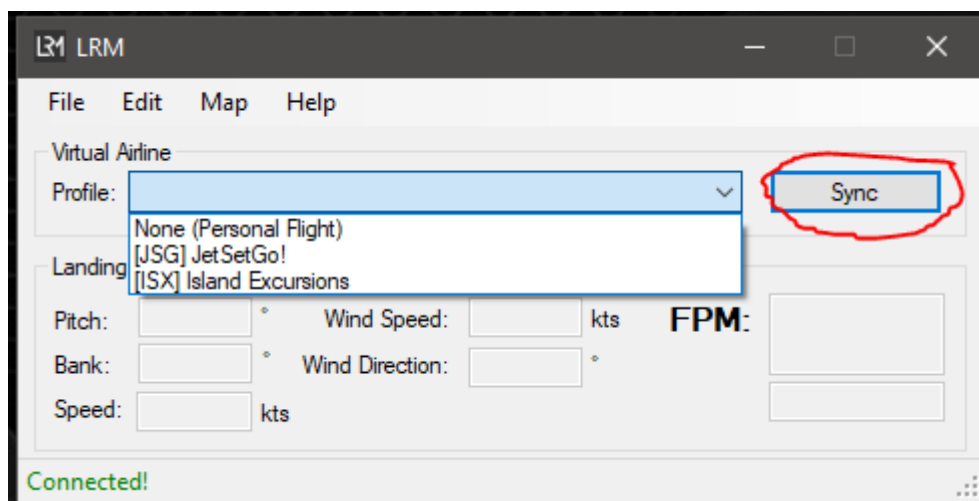 LRM LRM
File Edit Map Help
Virtual Airline
Profile: Sync
None (Personal Flight)
[JSG] JetSetGo!
[ISX] Island Excursions
Landing
Pitch: ° Wind Speed: kts FPM:
Bank: ° Wind Direction: °
Speed: kts
Connected!